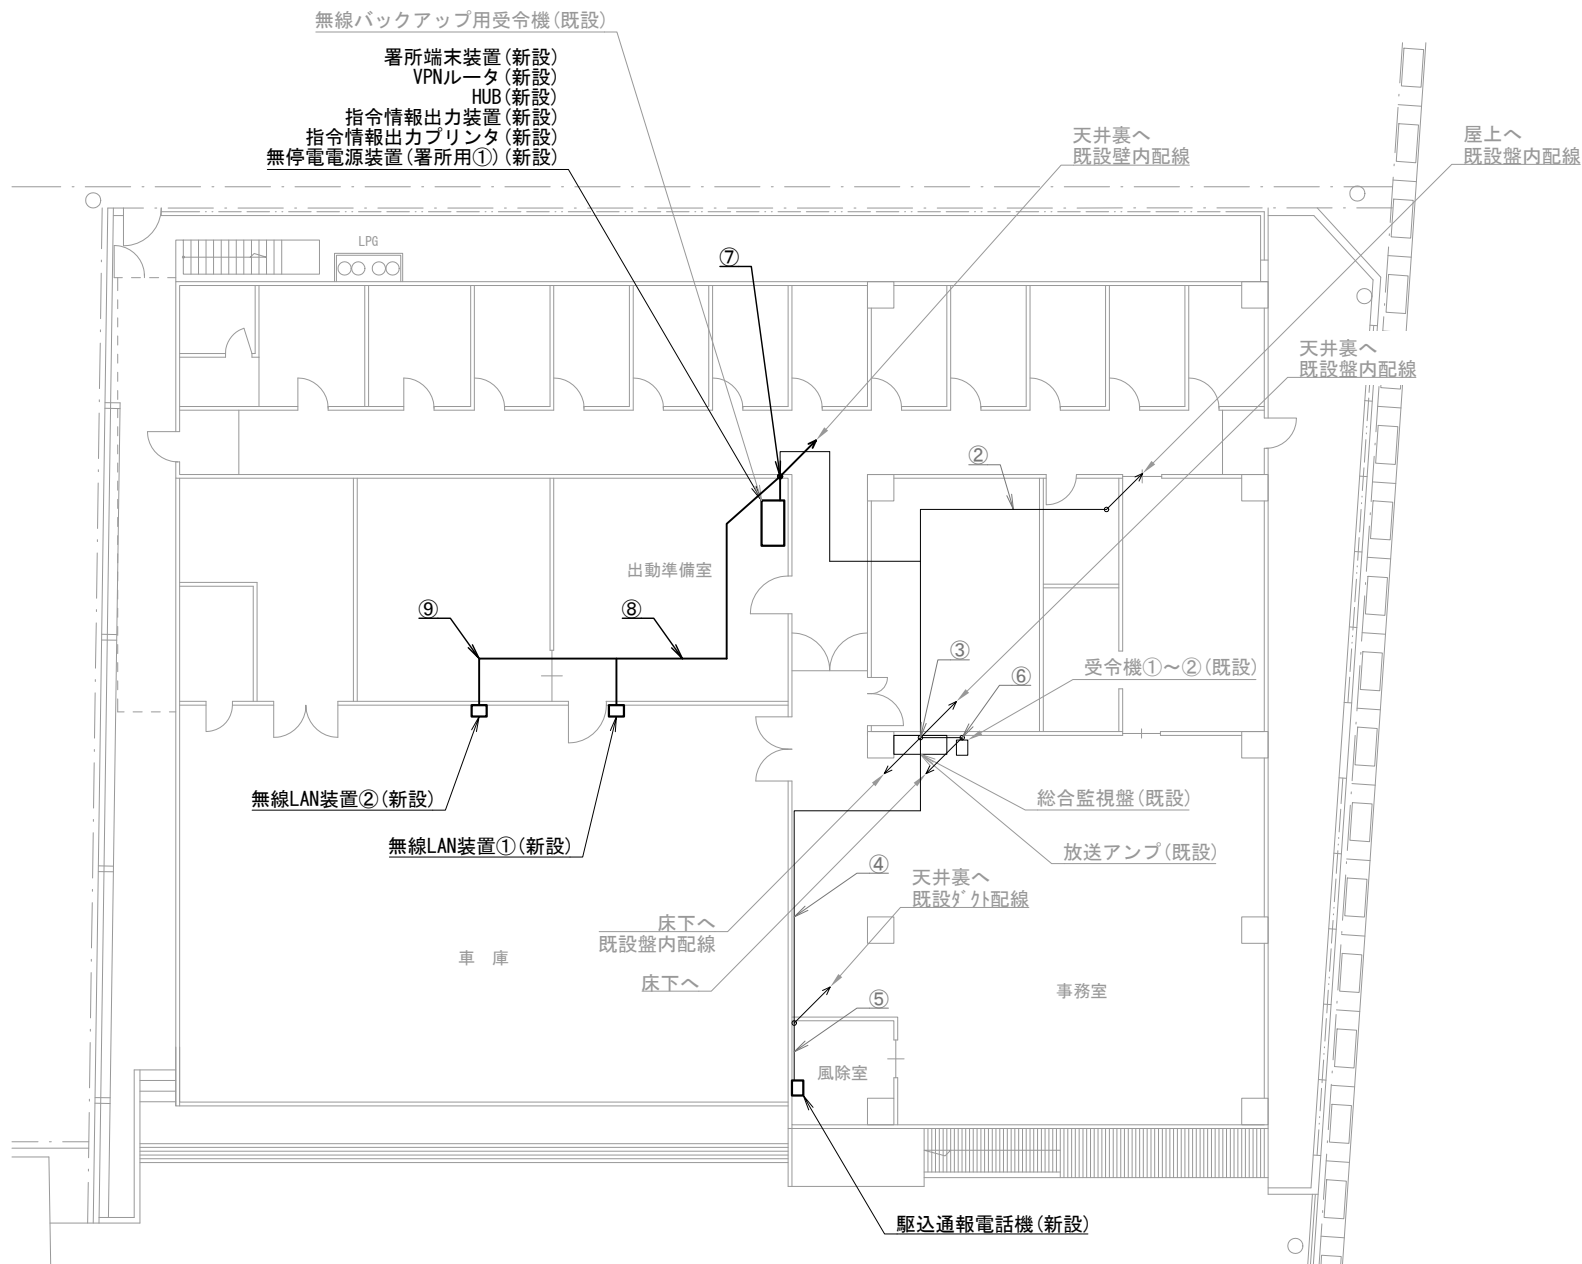 無線バックアップ用受令機(既設)
署所端末装置(新設)
VPNルータ(新設)
HUB(新設)
指令情報出力装置(新設)
指令情報出力プリンタ(新設)
無停電電源装置(署所用①)(新設)
天井裏へ
既設壁内配線
屋上へ
既設盤内配線
LPG
⑦
天井裏へ
既設盤内配線
②
出動準備室
⑨
⑧
③
受令機①～②(既設)
⑥
無線LAN装置②(新設)
総合監視盤(既設)
無線LAN装置①(新設)
放送アンプ(既設)
④
天井裏へ
既設ﾀﾞｸﾄ配線
床下へ
既設盤内配線
車　庫
床下へ
事務室
⑤
風除室
駆込通報電話機(新設)